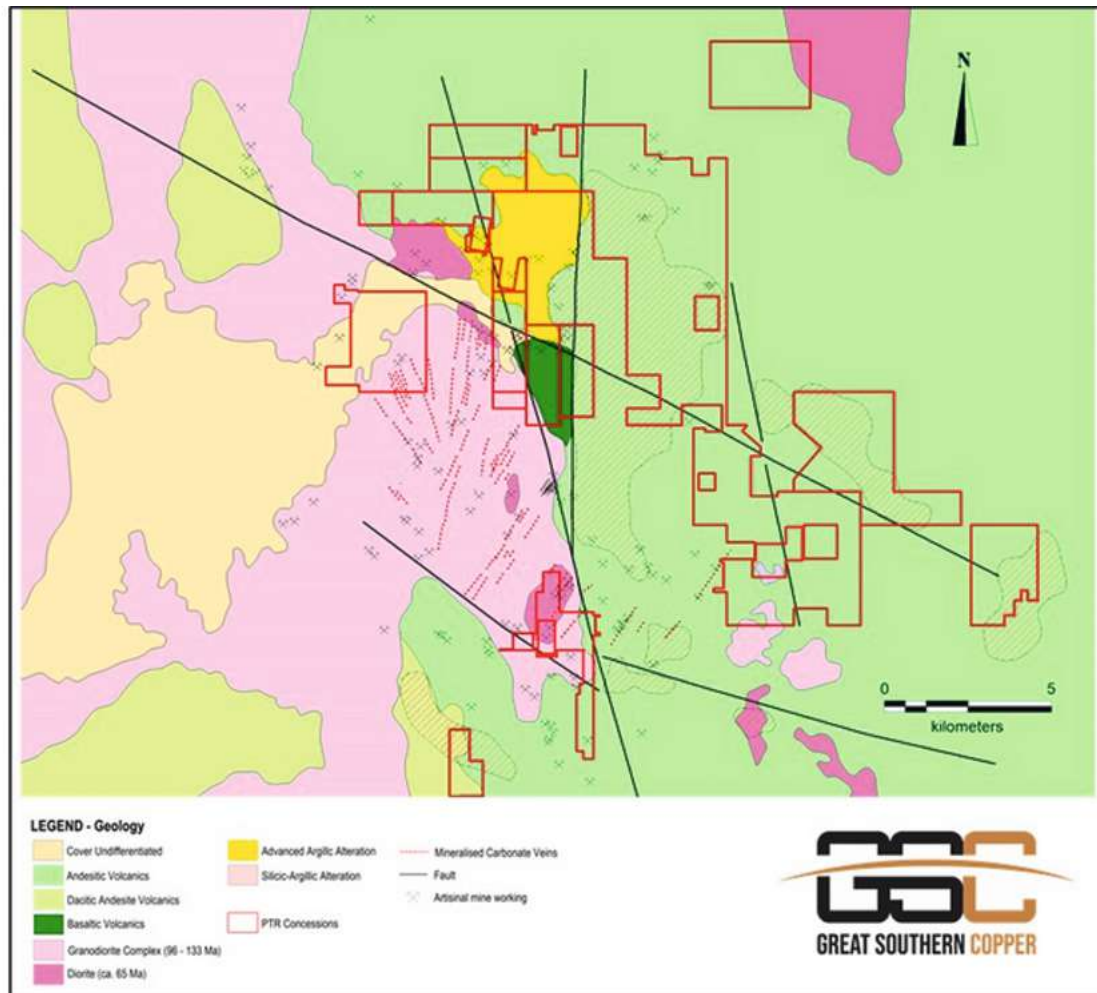 N
0 5
kilometers
LEGEND - Geology
Cover Undifferentiated
Andesitic Volcanics
Dacitic Andesite Volcanics
Basaltic Volcanics
Granodiorite Complex (96 - 133 Ma)
Diorite (ca. 65 Ma)
Advanced Argillc Alteration
Silicic-Argillic Alteration
PTR Concessions
Mineralised Carbonate Veins
Fault
Artisinal mine working
GSC
GREAT SOUTHERN COPPER